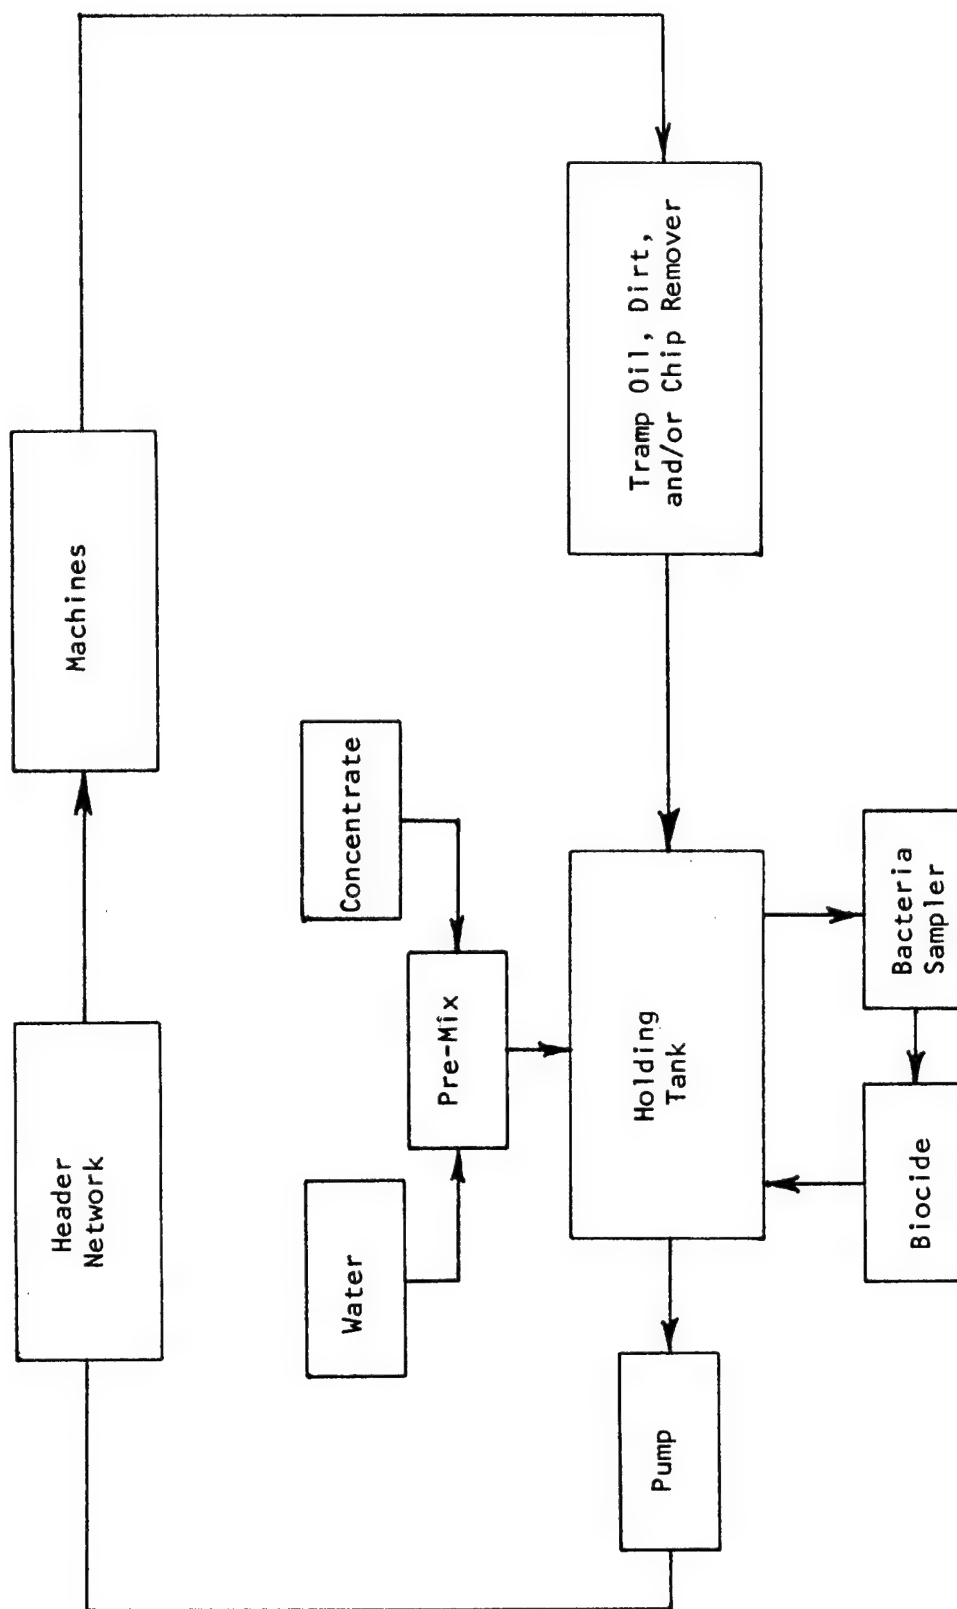 Header
Network
Machines
Water
Concentrate
Pre-Mix
Pump
Holding
Tank
Tramp Oil, Dirt,
and/or Chip Remover
Biocide
Bacteria
Sampler